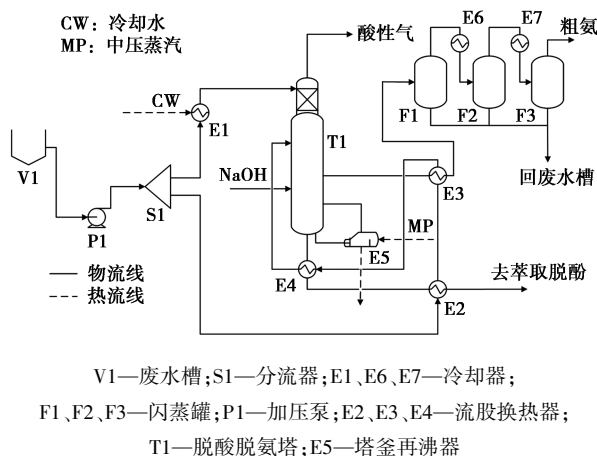 CW: 冷却水
MP: 中压蒸汽
酸性气
E6
E7
粗氨
F1
F2
F3
CW
E1
T1
V1
NaOH
E3
回废水槽
P1
S1
MP
E5
物流线
热流线
E4
去萃取脱酚
E2
V1—废水槽;S1—分流器;E1、E6、E7—冷却器;
F1、F2、F3—闪蒸罐;P1—加压泵;E2、E3、E4—流股换热器;
T1—脱酸脱氨塔;E5—塔釜再沸器